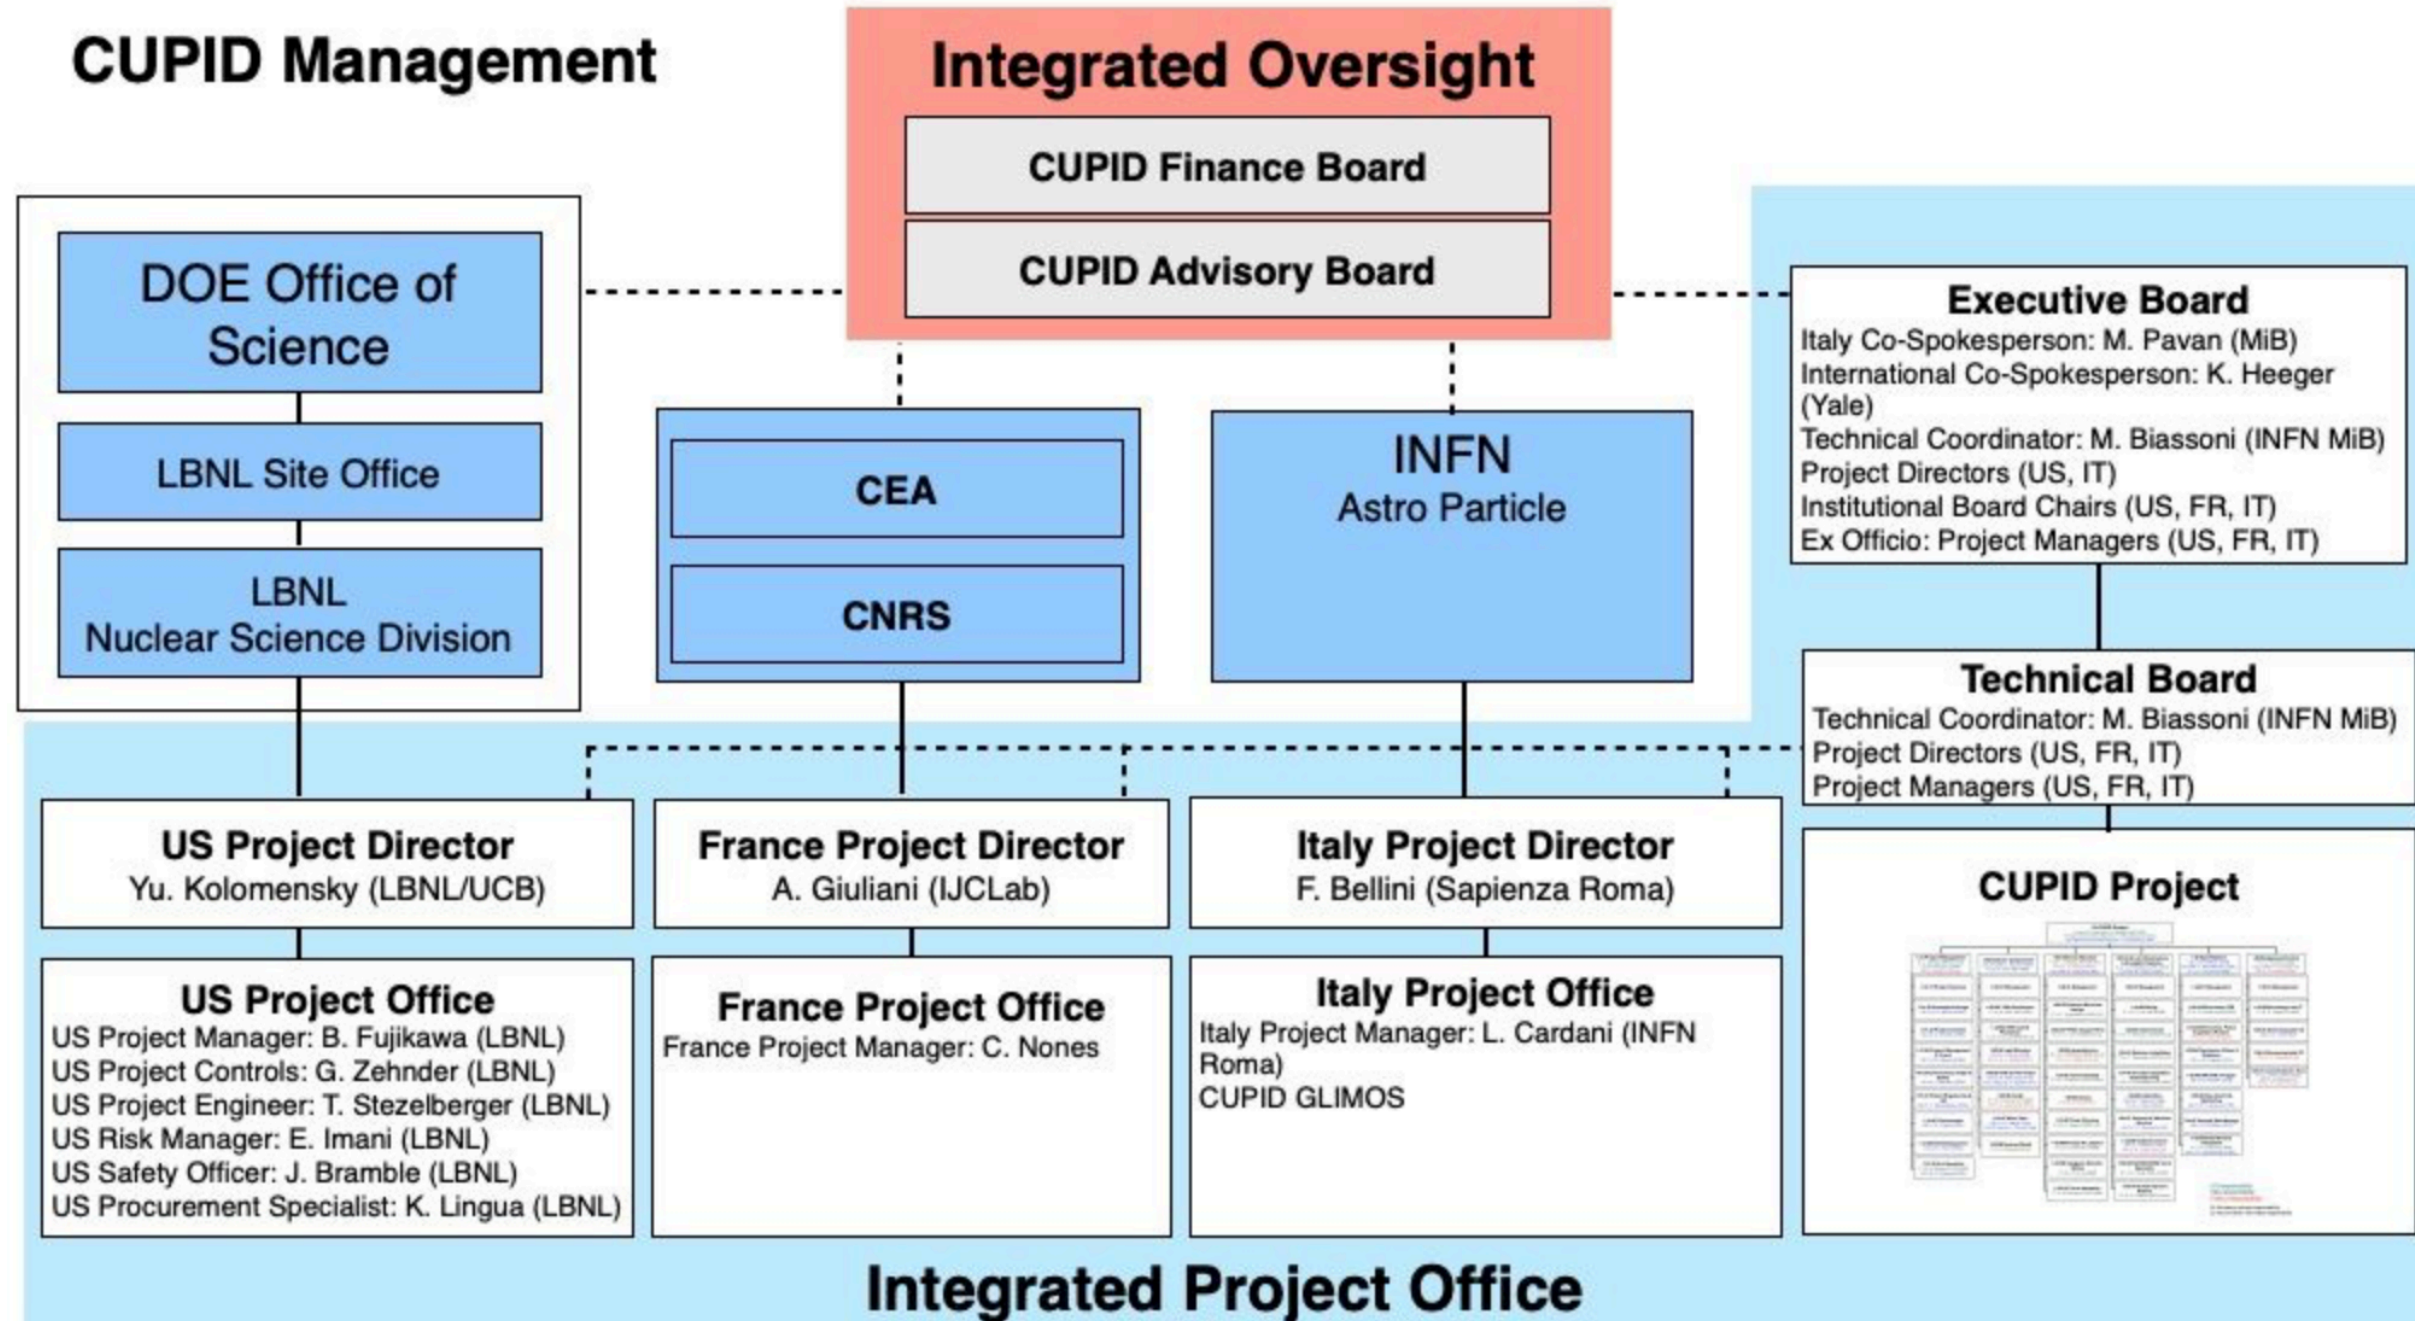 CUPID Management
Integrated Oversight
CUPID Finance Board
CUPID Advisory Board
DOE Office of
Science
LBNL Site Office
LBNL
Nuclear Science Division
CEA
CNRS
INFN
Astro Particle
Executive Board
Italy Co-Spokesperson: M. Pavan (MiB)
International Co-Spokesperson: K. Heeger
(Yale)
Technical Coordinator: M. Biassoni (INFN MiB)
Project Directors (US, IT)
Institutional Board Chairs (US, FR, IT)
Ex Officio: Project Managers (US, FR, IT)
Technical Board
Technical Coordinator: M. Biassoni (INFN MiB)
Project Directors (US, FR, IT)
Project Managers (US, FR, IT)
US Project Director
Yu. Kolomensky (LBNL/UCB)
France Project Director
A. Giuliani (IJCLab)
Italy Project Director
F. Bellini (Sapienza Roma)
CUPID Project
US Project Office
US Project Manager: B. Fujikawa (LBNL)
US Project Controls: G. Zehnder (LBNL)
US Project Engineer: T. Stezelberger (LBNL)
US Risk Manager: E. Imani (LBNL)
US Safety Officer: J. Bramble (LBNL)
US Procurement Specialist: K. Lingua (LBNL)
France Project Office
France Project Manager: C. Nones
Italy Project Office
Italy Project Manager: L. Cardani (INFN
Roma)
CUPID GLIMOS
Integrated Project Office